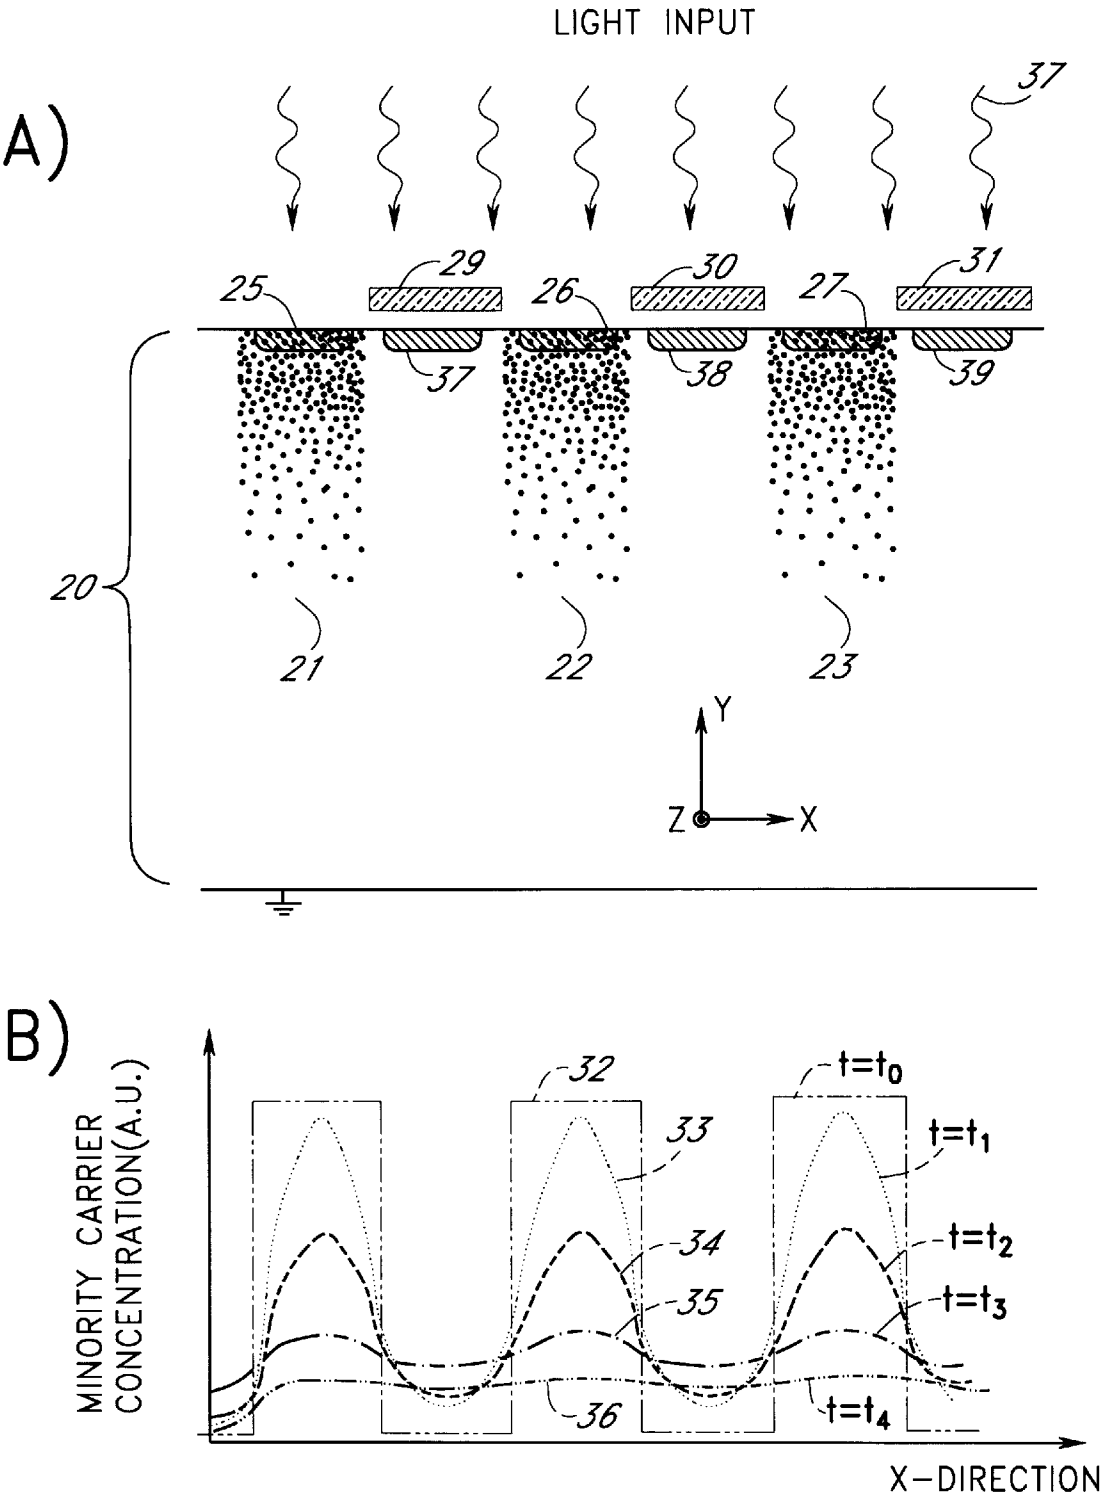 LIGHT INPUT
37
A)
25
29
26
30
27
31
37
38
39
20
21
22
23
Y
Z
X
B)
MINORITY CARRIER
CONCENTRATION(A.U.)
32
t=t0
33
t=t1
34
t=t2
35
t=t3
36
t=t4
X-DIRECTION